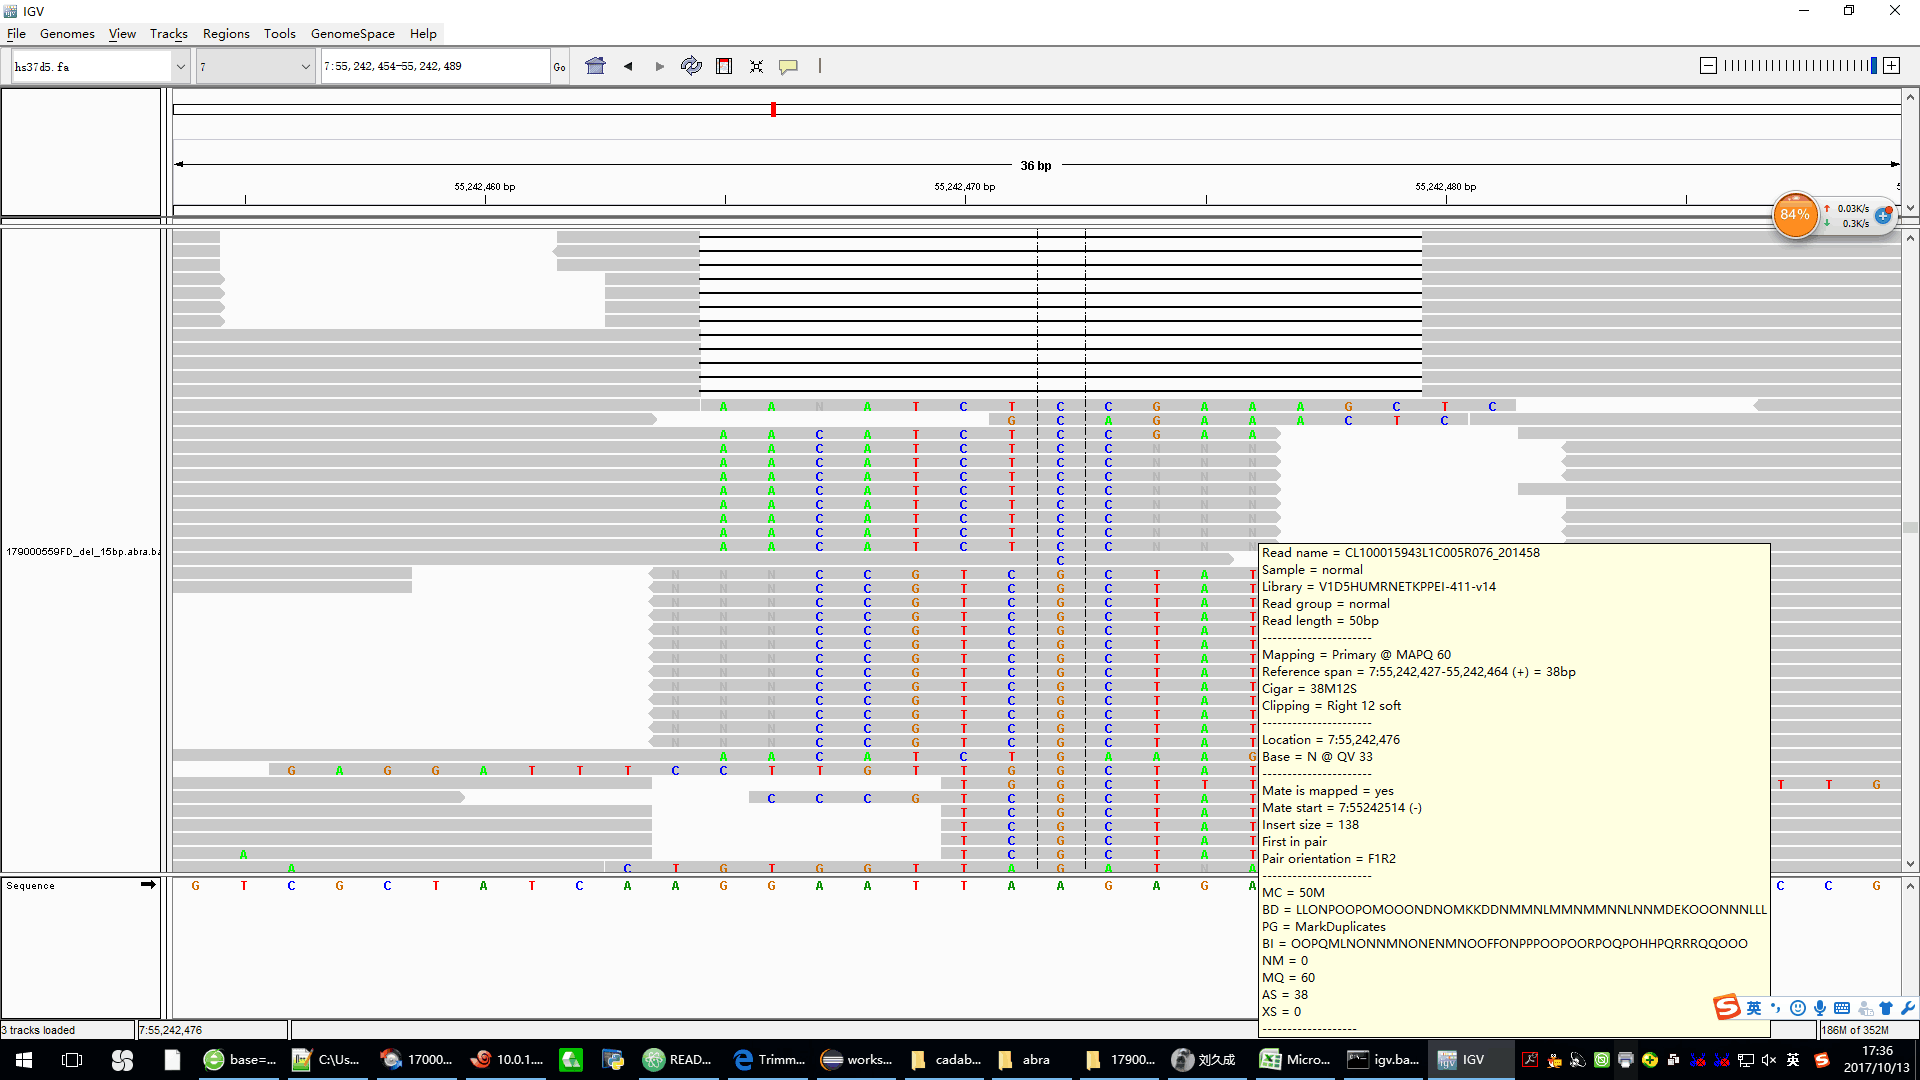 IGV
File Genomes View Tracks Regions Tools GenomeSpace Help
hs37d5.fa 7 7:55,242,454-55,242,489 Go
36 bp
55,242,460 bp 55,242,470 bp 55,242,480 bp
84% 0.03K/s
0.3K/s
A A N A T C T C C G A A A G C T C
G C A G A A A C T C
A A C A T C T C C G A A
A A C A T C T C C N N N
A A C A T C T C C N N N
A A C A T C T C C N N N
A A C A T C T C C N N N
A A C A T C T C C N N N
A A C A T C T C C N N N
A A C A T C T C C N N N
179000559FD_del_15bp.abra.ba
A A C A T C T C C N N N
C
N N N C C G T C G C T A T
N N N C C G T C G C T A T
N N N C C G T C G C T A T
N N N C C G T C G C T A T
N N N C C G T C G C T A T
N N N C C G T C G C T A T
N N N C C G T C G C T A T
N N N C C G T C G C T A T
N N N C C G T C G C T A T
N N N C C G T C G C T A T
N N N C C G T C G C T A T
N N N C C G T C G C T A T
N N N C C G T C G C T A T
A A C A T C T G A A A G
G A G G A T T T C C T T G T T G G C T A T
T G G C T T T T T G
C C C G T C G C T A T
T C G C T A T
T C G C T A T
T C G C T A T
A T C G C T A T
A C T G T G G T T A G A T N A
Sequence G T C G C T A T C A A G G A A T T A A G A G A C C G
Read name = CL100015943L1C005R076_201458
Sample = normal
Library = V1D5HUMRNETKPPEI-411-v14
Read group = normal
Read length = 50bp
----------------------
Mapping = Primary @ MAPQ 60
Reference span = 7:55,242,427-55,242,464 (+) = 38bp
Cigar = 38M12S
Clipping = Right 12 soft
----------------------
Location = 7:55,242,476
Base = N @ QV 33
----------------------
Mate is mapped = yes
Mate start = 7:55242514 (-)
Insert size = 138
First in pair
Pair orientation = F1R2
----------------------
MC = 50M
BD = LLONPOOPOMOOONDNOMKKDDNMMNLMMNMMNNLNNMDEKOOONNNLLL
PG = MarkDuplicates
BI = OOPQMLNONNMNONENMNOOFFONPPPOOPOORPOQPOHHPQRRRQQOOO
NM = 0
MQ = 60
AS = 38
XS = 0
-------------------
英
3 tracks loaded 7:55,242,476 186M of 352M
base=... C:\Us... 17000... 10.0.1.... READ... Trimm... works... cadab... abra 17900... 刘久成 Micro... igv.ba... IGV 英 17:36
2017/10/13